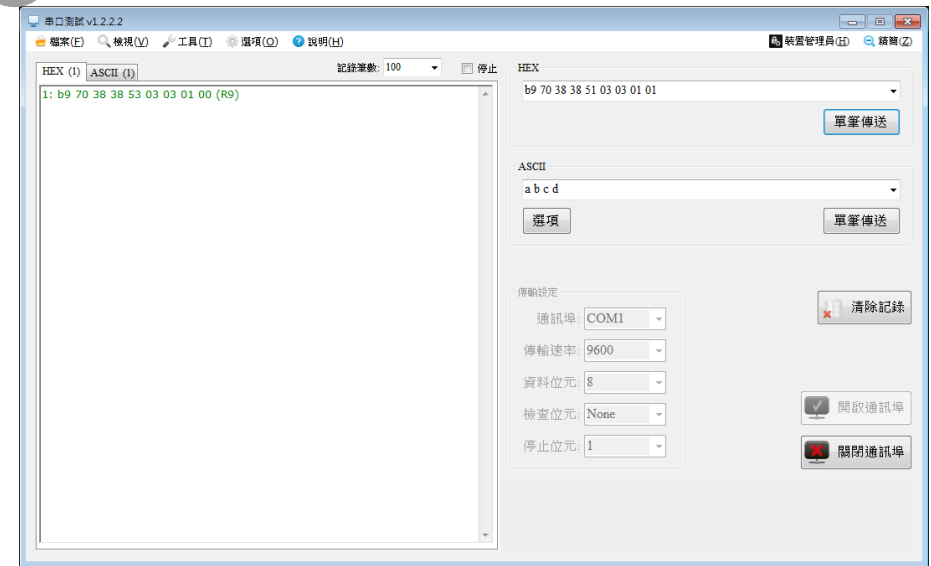 串口測試 v1.2.2.2
檔案(F) 檢視(V) 工具(T) 選項(O) 說明(H) 裝置管理員(H) 精簡(Z)
HEX (1) ASCII (1) 記錄筆數: 100 停止
1: b9 70 38 38 53 03 03 01 00 (R9)
HEX
b9 70 38 38 51 03 03 01 01
單筆傳送
ASCII
a b c d
選項 單筆傳送
傳輸設定
通訊埠: COM1
傳輸速率: 9600
資料位元: 8
檢查位元: None
停止位元: 1
清除記錄
開啟通訊埠
關閉通訊埠